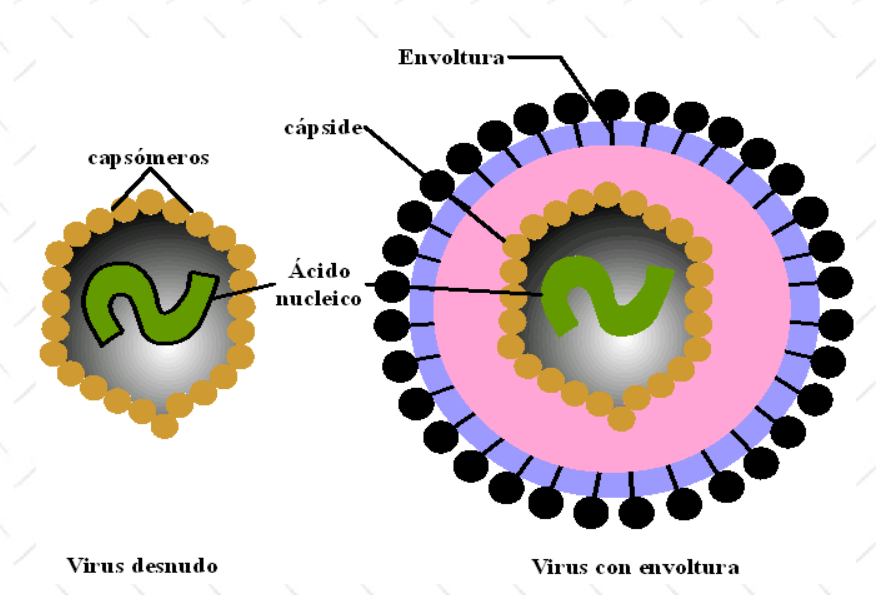 Envoltura
cápside
capsómeros
Ácido
nucleico
Virus desnudo
Virus con envoltura